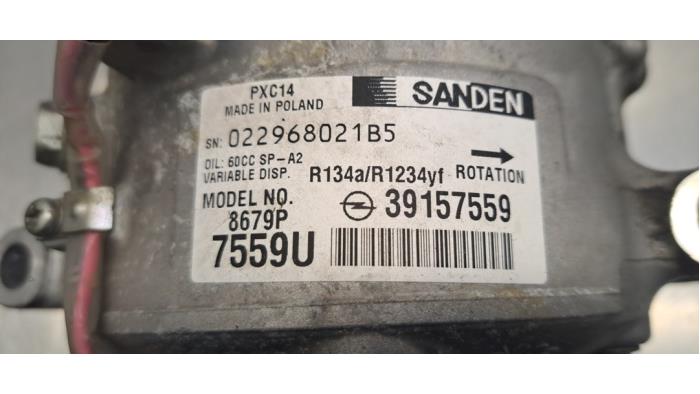 PXC14
MADE IN POLAND
SANDEN
SN: 022968021B5
OIL: 60CC SP-A2
VARIABLE DISP. R134a/R1234yf ROTATION
MODEL NO.
8679P
39157559
7559U